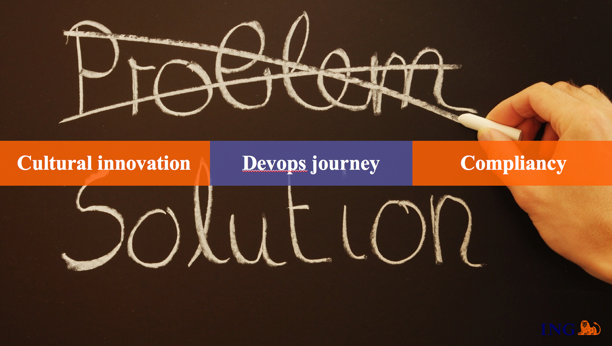 Problem
Cultural innovation Devops journey Compliancy
Solution
ING